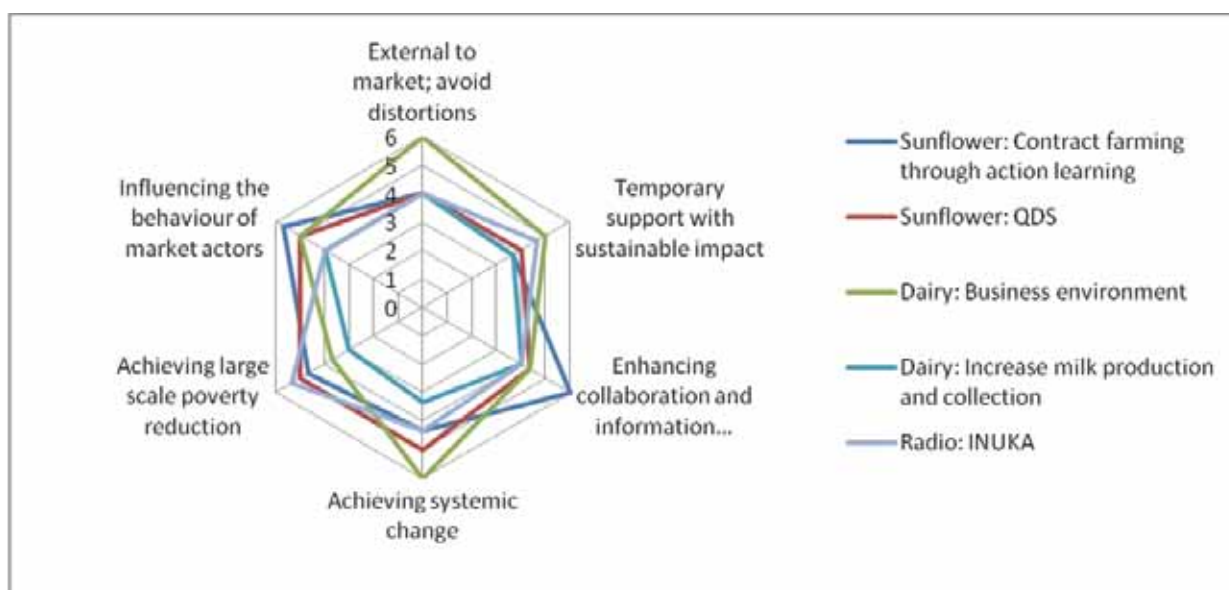 External to
market; avoid
distortions
6
5
4
3
2
1
0
Influencing the
behaviour of
market actors
Temporary
support with
sustainable impact
Achieving large
scale poverty
reduction
Enhancing
collaboration and
information...
Achieving systemic
change
Sunflower: Contract farming
through action learning
Sunflower: QDS
Dairy: Business environment
Dairy: Increase milk production
and collection
Radio: INUKA